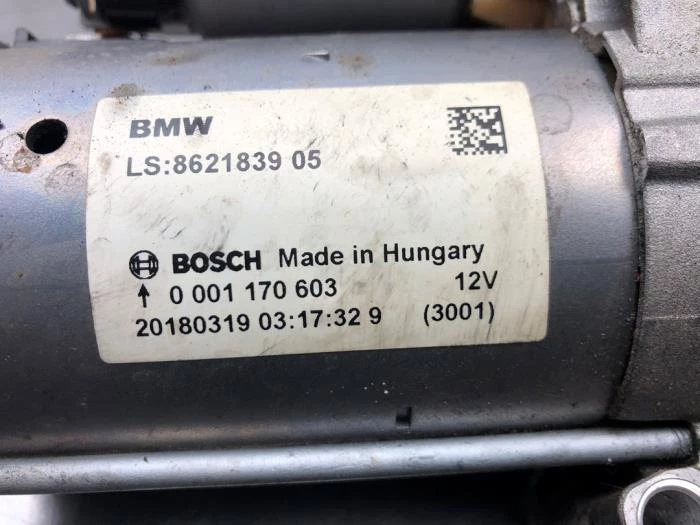 BMW
LS:8621839 05
BOSCH Made in Hungary
0 001 170 603 12V
20180319 03:17:32 9 (3001)